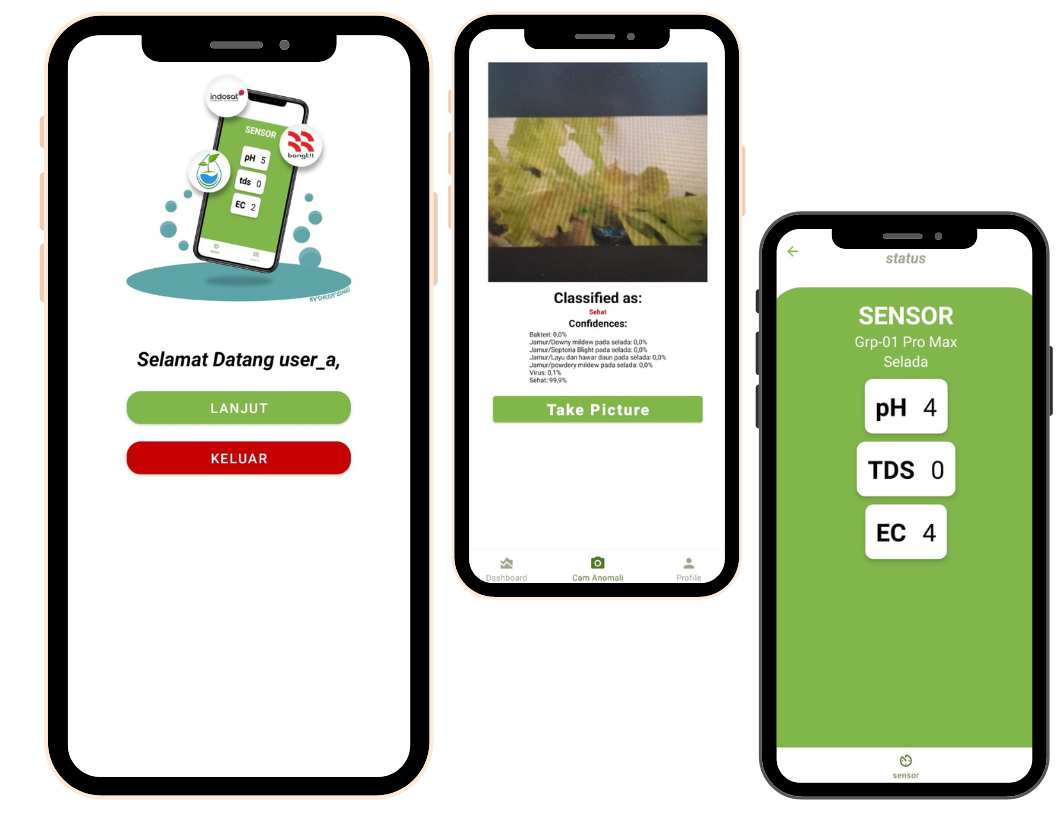 indosat
SENSOR
bangk!t
pH 5
tds 0
EC 2
HYDROPONIC
Selamat Datang user_a,
LANJUT
KELUAR
Classified as:
Sehat
Confidences:
Bakteri: 0,0%
Jamur/Downy mildew pada selada: 0,0%
Jamur/Septoria Blight pada selada: 0,0%
Jamur/Layu dan hawar daun pada selada: 0,0%
Jamur/powdery mildew pada selada: 0,0%
Virus: 0,1%
Sehat: 99,9%
Take Picture
Dashboard
Cam Anomali
Profile
status
SENSOR
Grp-01 Pro Max
Selada
pH 4
TDS 0
EC 4
sensor